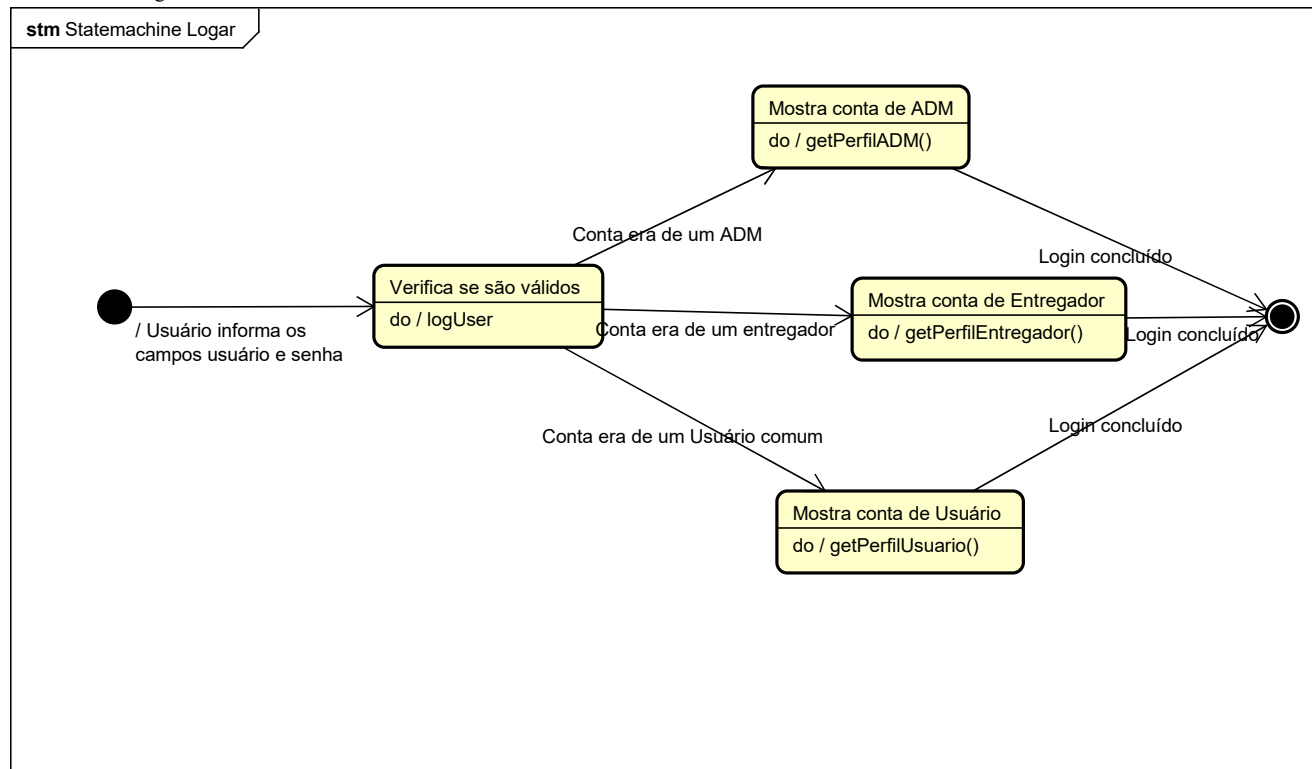 stm Statemachine Logar
Mostra conta de ADM
do / getPerfilADM()
Conta era de um ADM
Login concluído
Verifica se são válidos
do / logUser
/ Usuário informa os
campos usuário e senha
Conta era de um entregador
Mostra conta de Entregador
do / getPerfilEntregador()
Login concluído
Conta era de um Usuário comum
Login concluído
Mostra conta de Usuário
do / getPerfilUsuario()